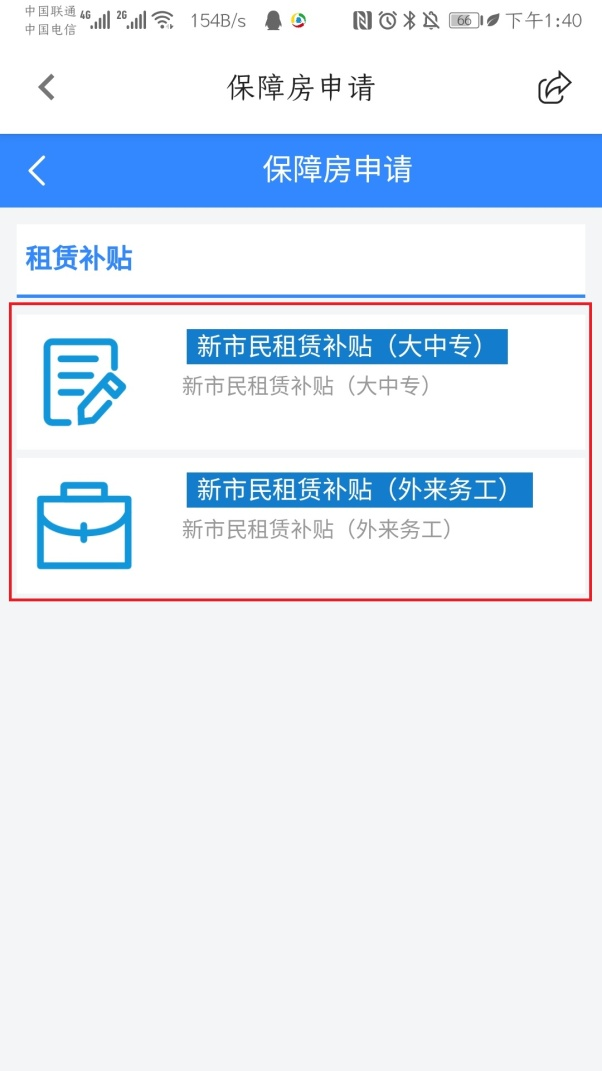 中国联通 4G 2G 154B/s 66 下午1:40
中国电信
保障房申请
保障房申请
租赁补贴
新市民租赁补贴（大中专）
新市民租赁补贴（大中专）
新市民租赁补贴（外来务工）
新市民租赁补贴（外来务工）